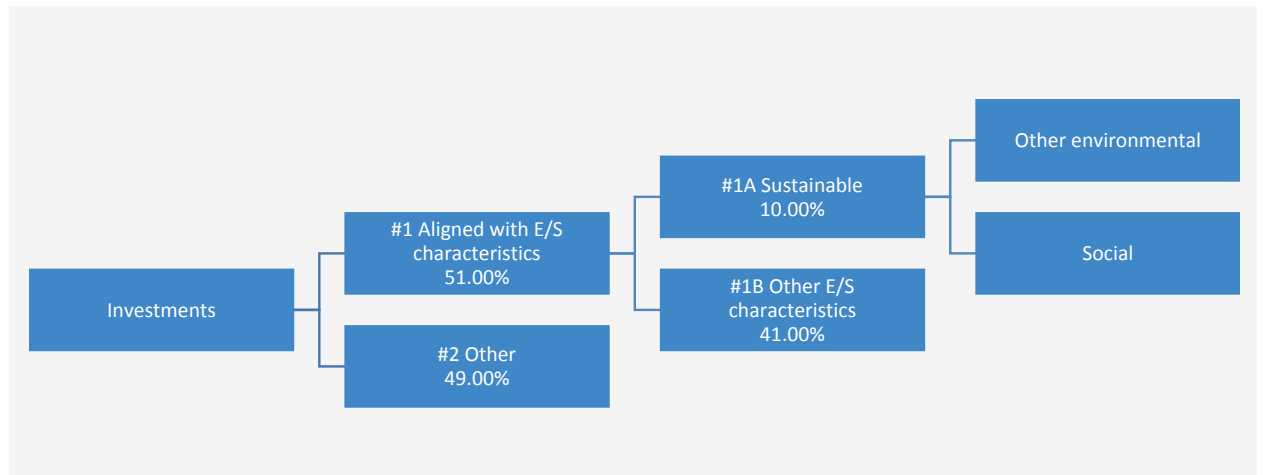 Investments
#1 Aligned with E/S
characteristics
51.00%
#2 Other
49.00%
#1A Sustainable
10.00%
#1B Other E/S
characteristics
41.00%
Other environmental
Social